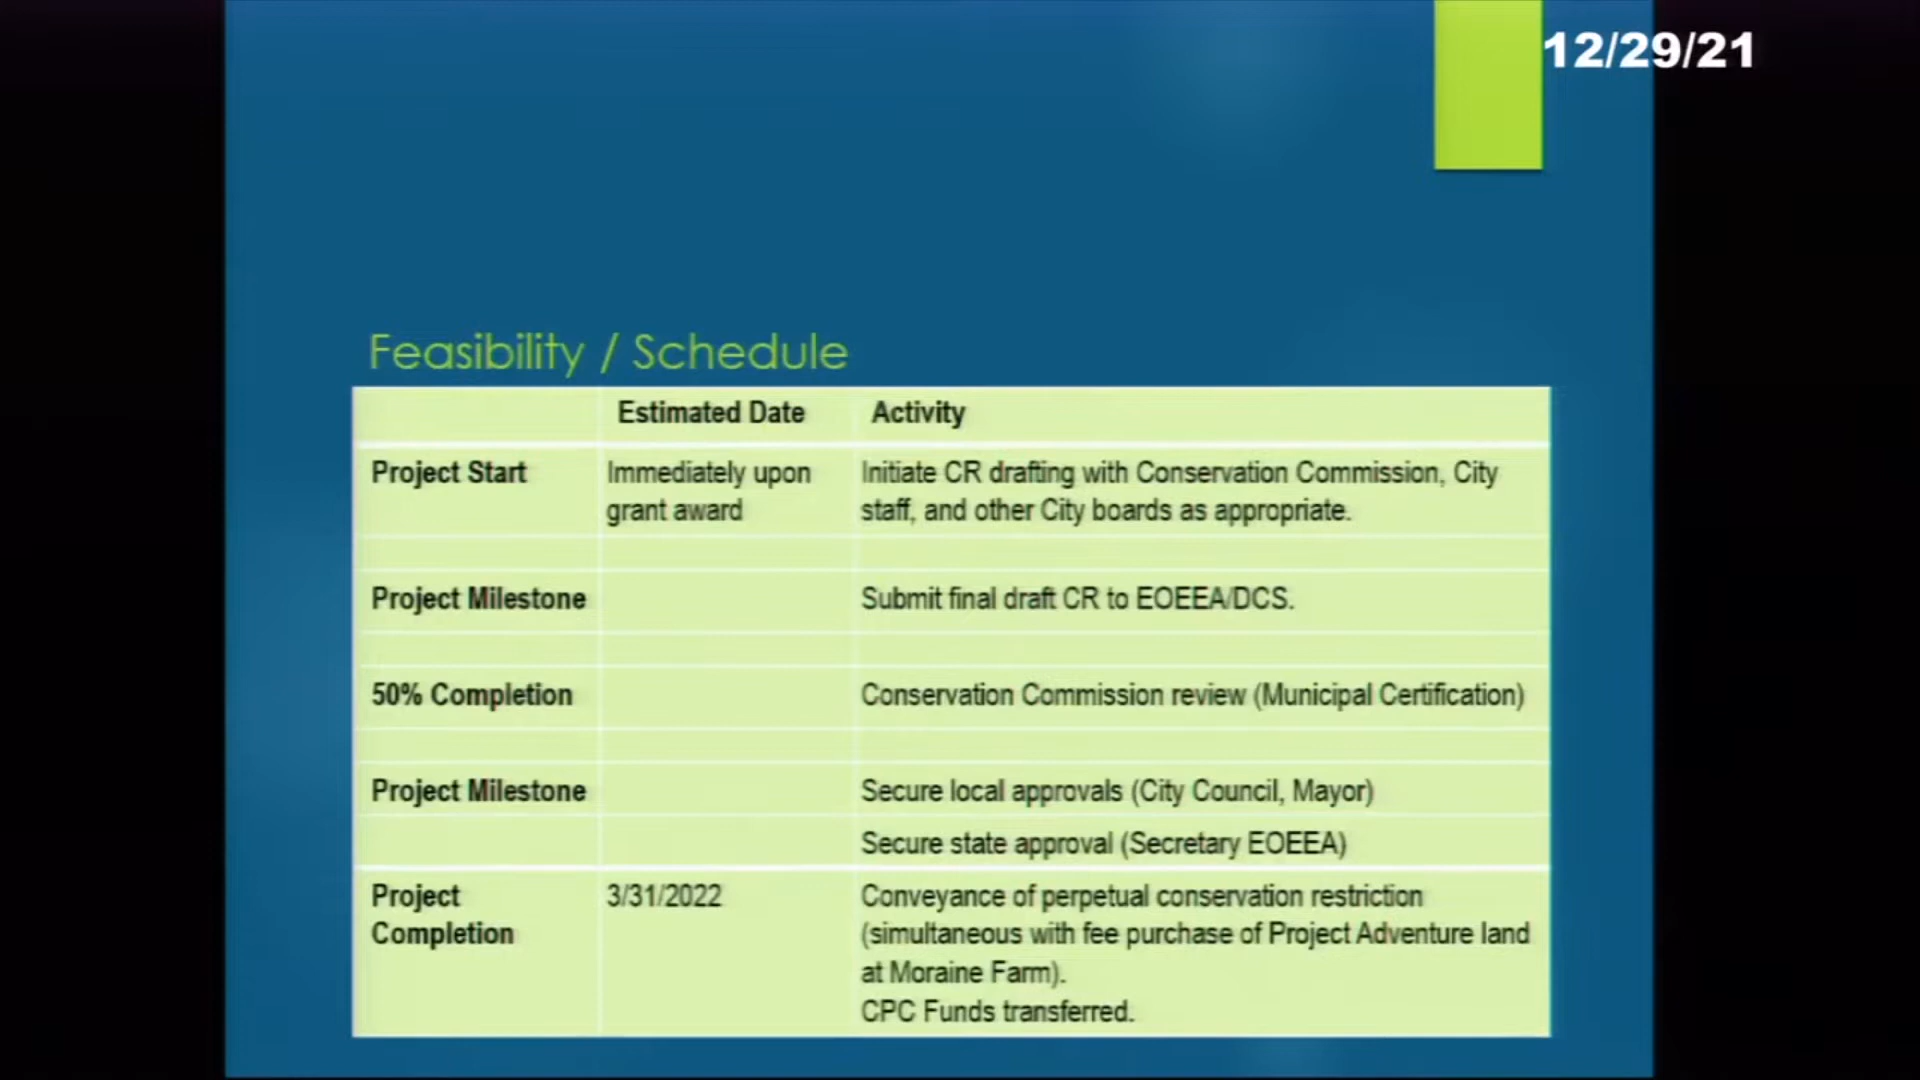 12/29/21
Feasibility / Schedule
Estimated Date Activity
Project Start Immediately upon Initiate CR drafting with Conservation Commission, City
grant award staff, and other City boards as appropriate.
Project Milestone Submit final draft CR to EOEEA/DCS.
50% Completion Conservation Commission review (Municipal Certification)
Project Milestone Secure local approvals (City Council, Mayor)
Secure state approval (Secretary EOEEA)
Project 3/31/2022 Conveyance of perpetual conservation restriction
Completion (simultaneous with fee purchase of Project Adventure land
at Moraine Farm).
CPC Funds transferred.